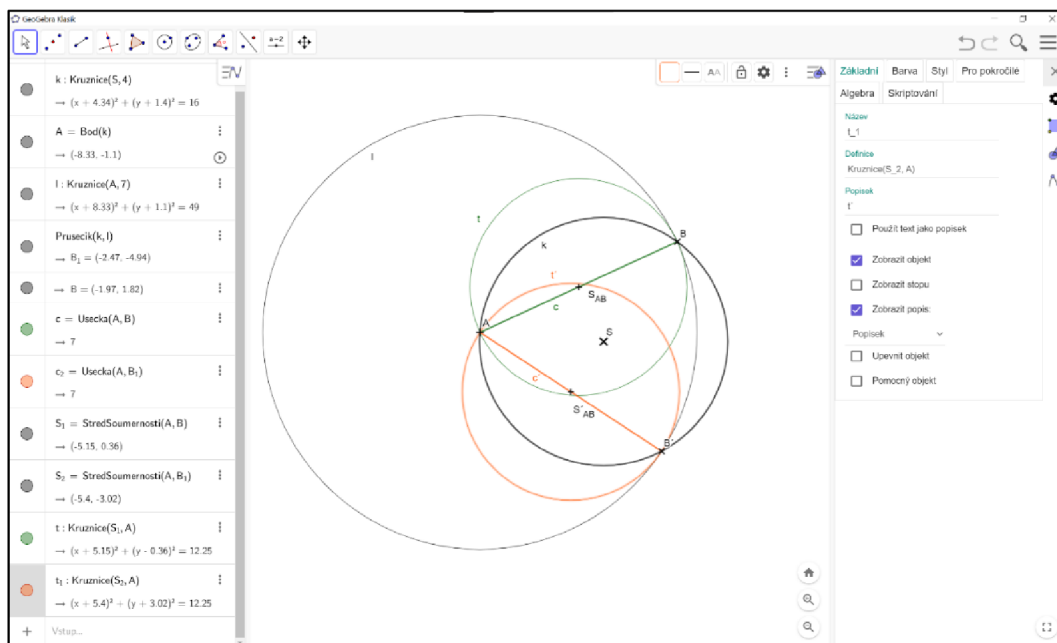 GeoGebra Klasik
a=2
k : Kruznice(S, 4)
→ (x + 4.34)² + (y + 1.4)² = 16
A = Bod(k)
→ (-8.33, -1.1)
l : Kruznice(A, 7)
→ (x + 8.33)² + (y + 1.1)² = 49
Prusecik(k, l)
→ B₁ = (-2.47, -4.94)
→ B = (-1.97, 1.82)
c = Usecka(A, B)
→ 7
c₂ = Usecka(A, B₁)
→ 7
S₁ = StredSoumernosti(A, B)
→ (-5.15, 0.36)
S₂ = StredSoumernosti(A, B₁)
→ (-5.4, -3.02)
t : Kruznice(S₁, A)
→ (x + 5.15)² + (y - 0.36)² = 12.25
t₁ : Kruznice(S₂, A)
→ (x + 5.4)² + (y + 3.02)² = 12.25
+ Vstup...
l
t
k
B
t´
S_AB
c
A
S
c´
S´_AB
B´
AA
Základní Barva Styl Pro pokročilé
Algebra Skriptování
Název
t_1
Definice
Kruznice(S_2, A)
Popisek
t´
Použít text jako popisek
Zobrazit objekt
Zobrazit stopu
Zobrazit popis:
Popisek
Upevnit objekt
Pomocný objekt